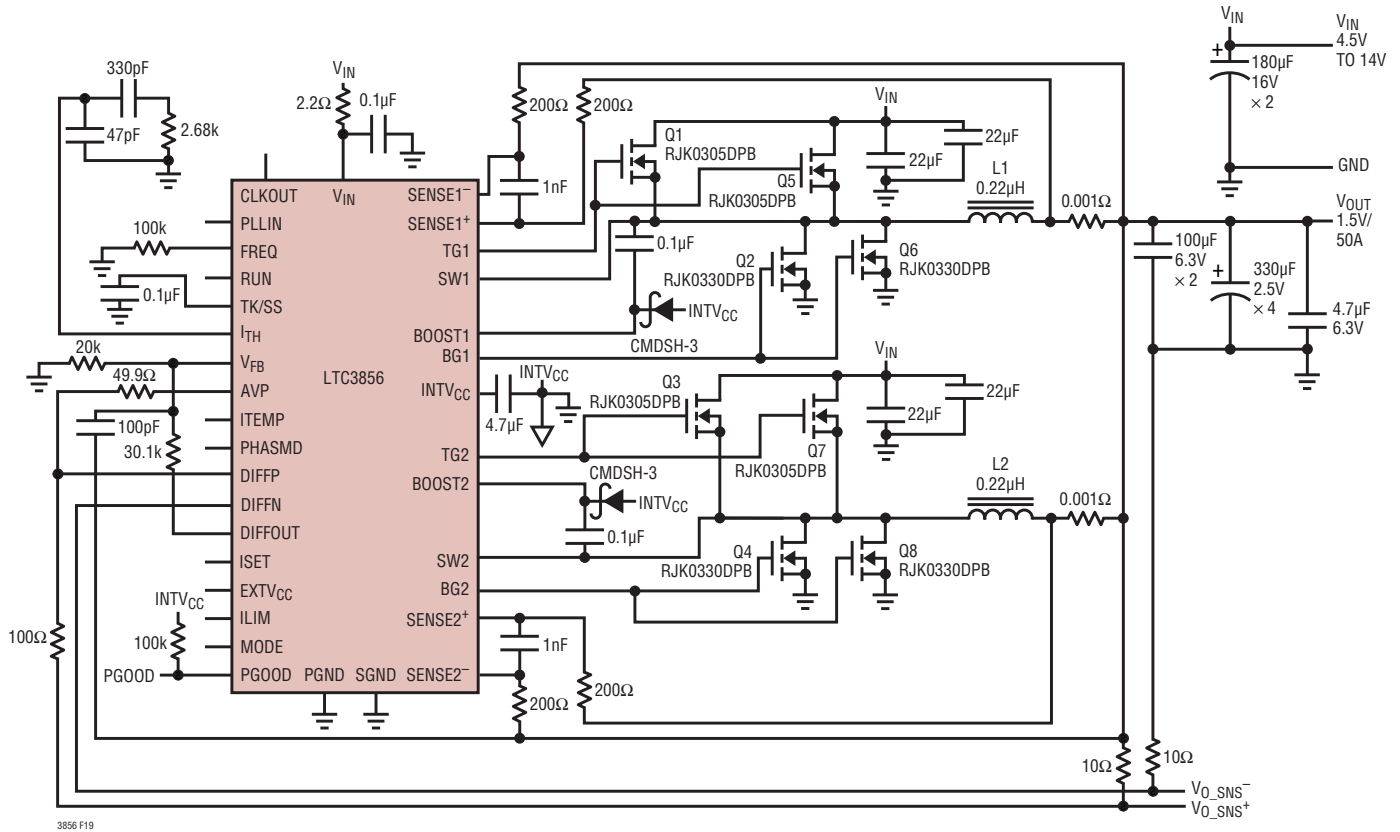 330pF
47pF
2.68k
VIN
2.2Ω
0.1µF
200Ω
200Ω
1nF
Q1
RJK0305DPB
Q5
RJK0305DPB
VIN
22µF
22µF
L1
0.22µH
0.001Ω
VIN
180µF
16V
× 2
+
VIN
4.5V
TO 14V
GND
VOUT
1.5V/
50A
100µF
6.3V
× 2
+
330µF
2.5V
× 4
4.7µF
6.3V
CLKOUT
PLLIN
FREQ
RUN
TK/SS
ITH
VFB
AVP
ITEMP
PHASMD
DIFFP
DIFFN
DIFFOUT
ISET
EXTVCC
ILIM
MODE
PGOOD
PGND
SGND
VIN
LTC3856
SENSE1–
SENSE1+
TG1
SW1
BOOST1
BG1
INTVCC
TG2
BOOST2
SW2
BG2
SENSE2+
SENSE2–
100k
0.1µF
20k
49.9Ω
100pF
30.1k
100Ω
INTVCC
100k
PGOOD
0.1µF
INTVCC
CMDSH-3
Q2
RJK0330DPB
Q6
RJK0330DPB
INTVCC
4.7µF
Q3
RJK0305DPB
Q7
RJK0305DPB
VIN
22µF
22µF
CMDSH-3
INTVCC
0.1µF
L2
0.22µH
0.001Ω
Q4
RJK0330DPB
Q8
RJK0330DPB
1nF
200Ω
200Ω
10Ω
10Ω
VO_SNS–
VO_SNS+
3856 F19